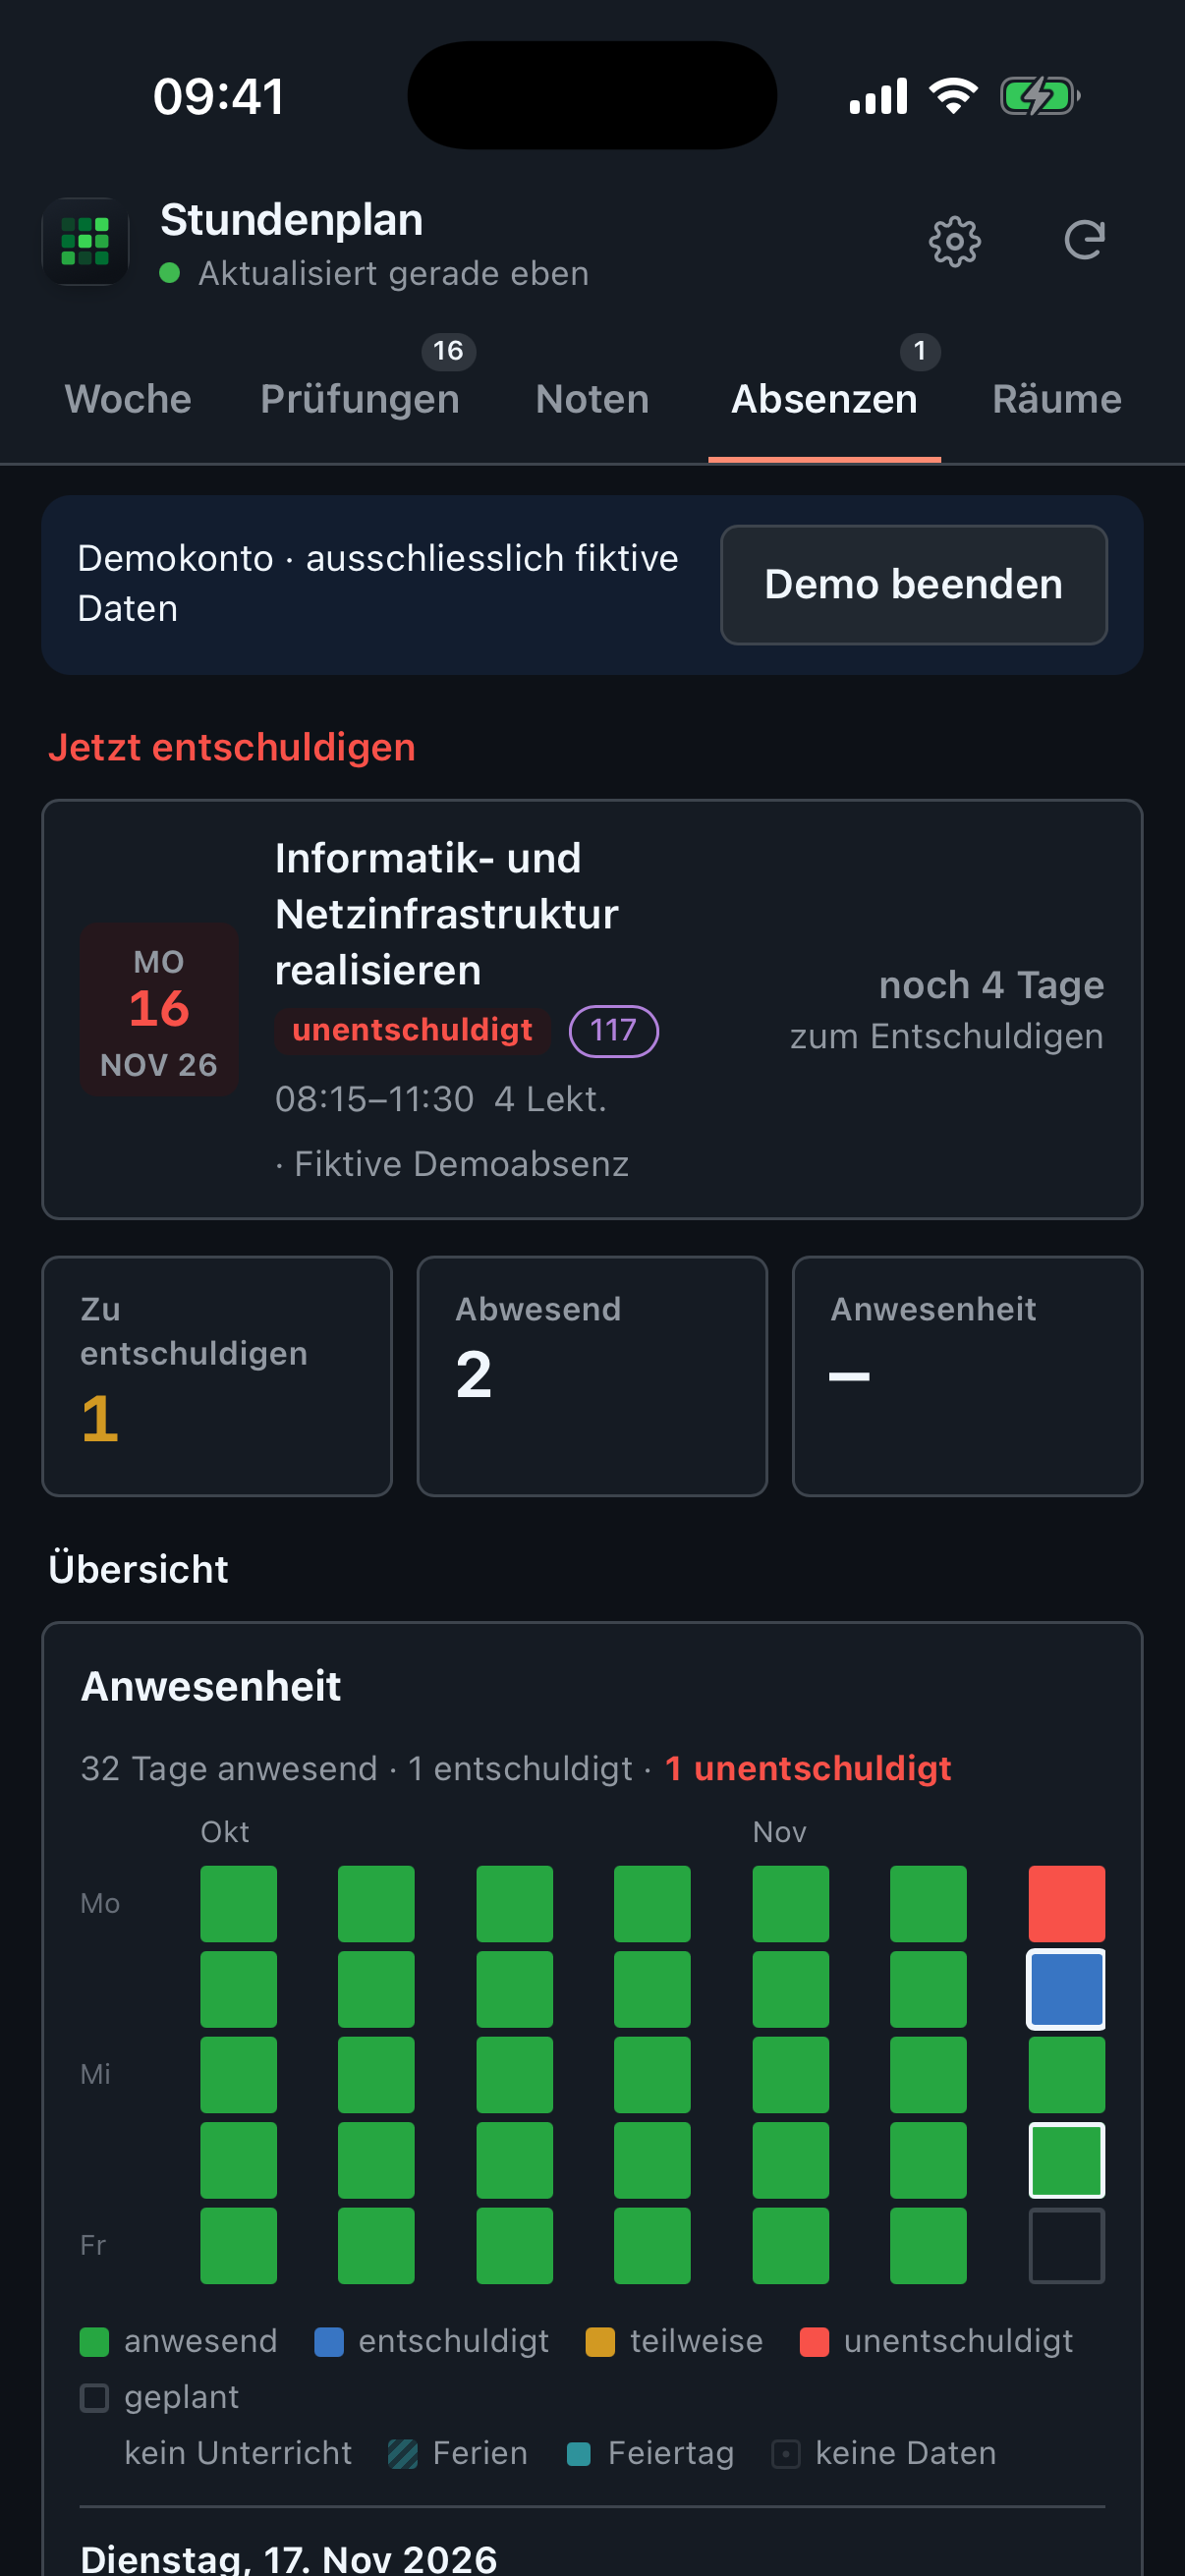 09:41
Stundenplan
Aktualisiert gerade eben
Woche
Prüfungen
16
Noten
Absenzen
1
Räume
Demokonto · ausschliesslich fiktive
Daten
Demo beenden
Jetzt entschuldigen
MO
16
NOV 26
Informatik- und
Netzinfrastruktur
realisieren
unentschuldigt
117
08:15–11:30 4 Lekt.
· Fiktive Demoabsenz
noch 4 Tage
zum Entschuldigen
Zu
entschuldigen
1
Abwesend
2
Anwesenheit
–
Übersicht
Anwesenheit
32 Tage anwesend · 1 entschuldigt · 1 unentschuldigt
Okt
Nov
Mo
Mi
Fr
anwesend
entschuldigt
teilweise
unentschuldigt
geplant
kein Unterricht
Ferien
Feiertag
keine Daten
Dienstag, 17. Nov 2026